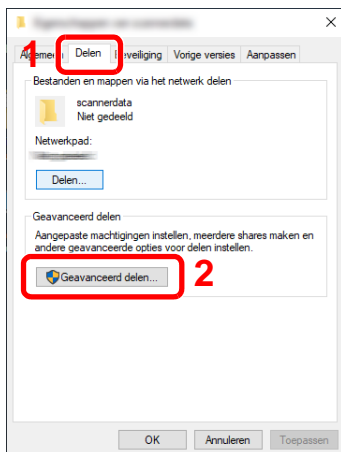 1
Delen
Beveiliging
Vorige versies
Aanpassen
Bestanden en mappen via het netwerk delen
scannerdata
Niet gedeeld
Netwerkpad:
Delen...
Geavanceerd delen
Aangepaste machtigingen instellen, meerdere shares maken en
andere geavanceerde opties voor delen instellen.
Geavanceerd delen...
2
OK
Annuleren
Toepassen